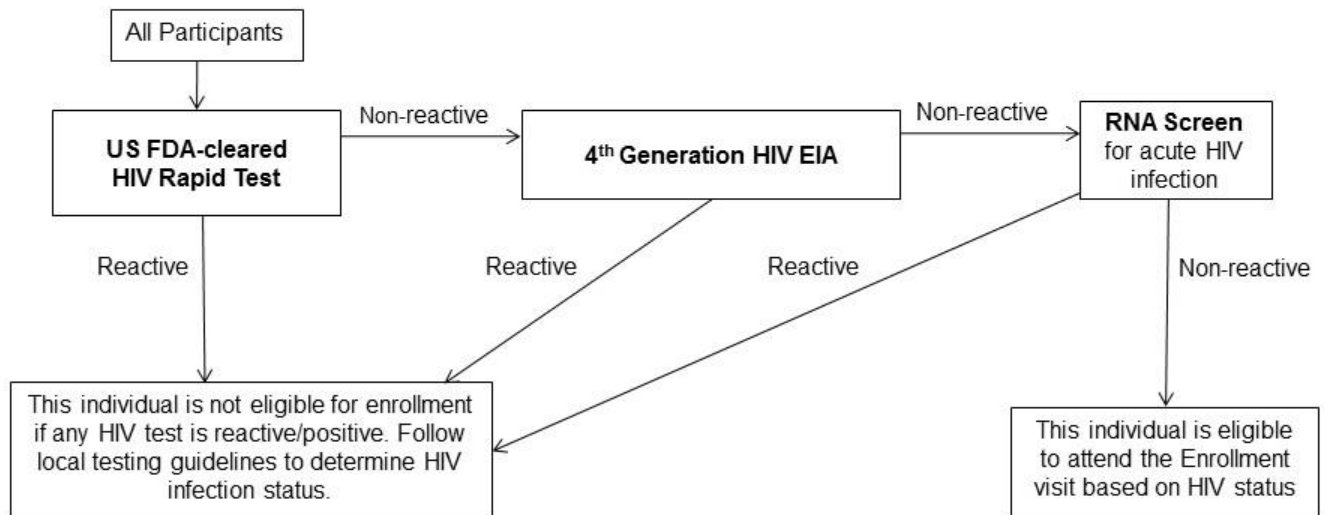 All Participants
US FDA-cleared
HIV Rapid Test
Non-reactive
4th Generation HIV EIA
Non-reactive
RNA Screen
for acute HIV
infection
Reactive
Reactive
Reactive
Non-reactive
This individual is not eligible for enrollment
if any HIV test is reactive/positive. Follow
local testing guidelines to determine HIV
infection status.
This individual is eligible
to attend the Enrollment
visit based on HIV status